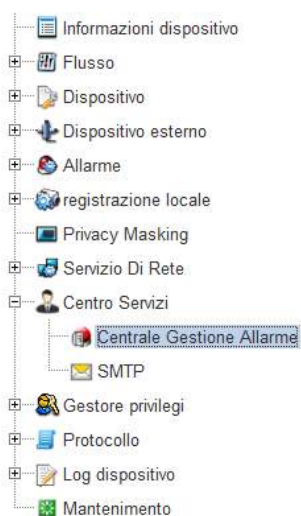 Informazioni dispositivo
Flusso
Dispositivo
Dispositivo esterno
Allarme
registrazione locale
Privacy Masking
Servizio Di Rete
Centro Servizi
Centrale Gestione Allarme
SMTP
Gestore privilegi
Protocollo
Log dispositivo
Mantenimento